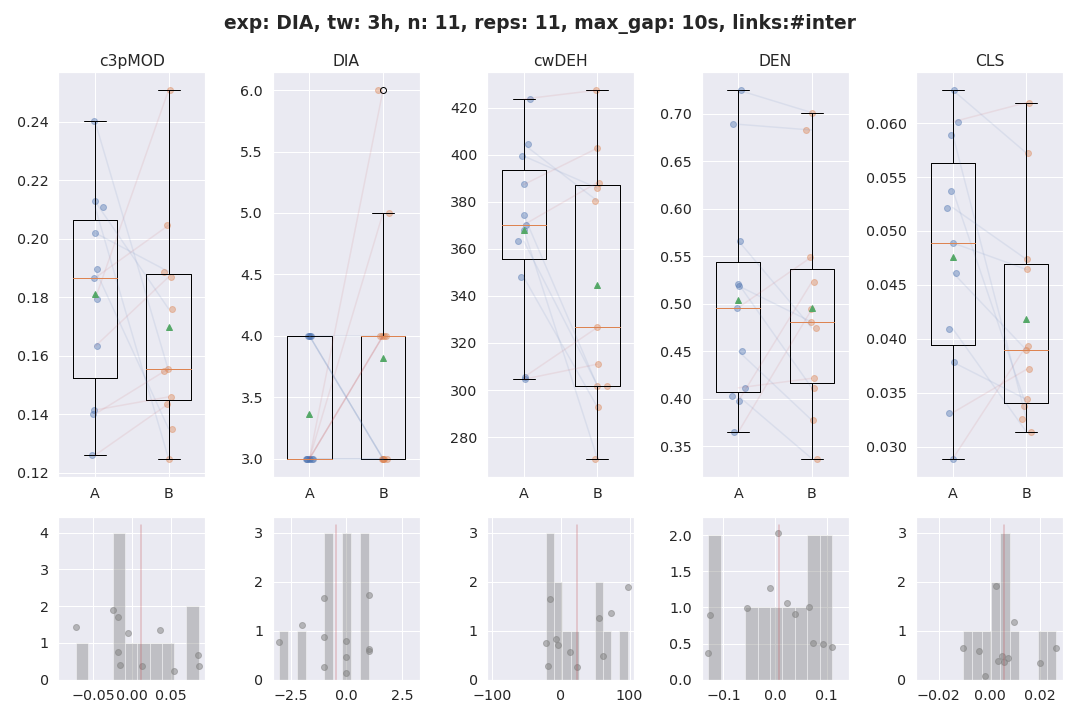 exp: DIA, tw: 3h, n: 11, reps: 11, max_gap: 10s, links:#inter
c3pMOD DIA cwDEH DEN CLS
0.24 0.22 0.20 0.18 0.16 0.14 0.12
A B
6.0 5.5 5.0 4.5 4.0 3.5 3.0
A B
420 400 380 360 340 320 300 280
A B
0.70 0.65 0.60 0.55 0.50 0.45 0.40 0.35
A B
0.060 0.055 0.050 0.045 0.040 0.035 0.030
A B
4 3 2 1 0
−0.05 0.00 0.05
3 2 1 0
−2.5 0.0 2.5
3 2 1 0
−100 0 100
2.0 1.5 1.0 0.5 0.0
−0.1 0.0 0.1
3 2 1 0
−0.02 0.00 0.02